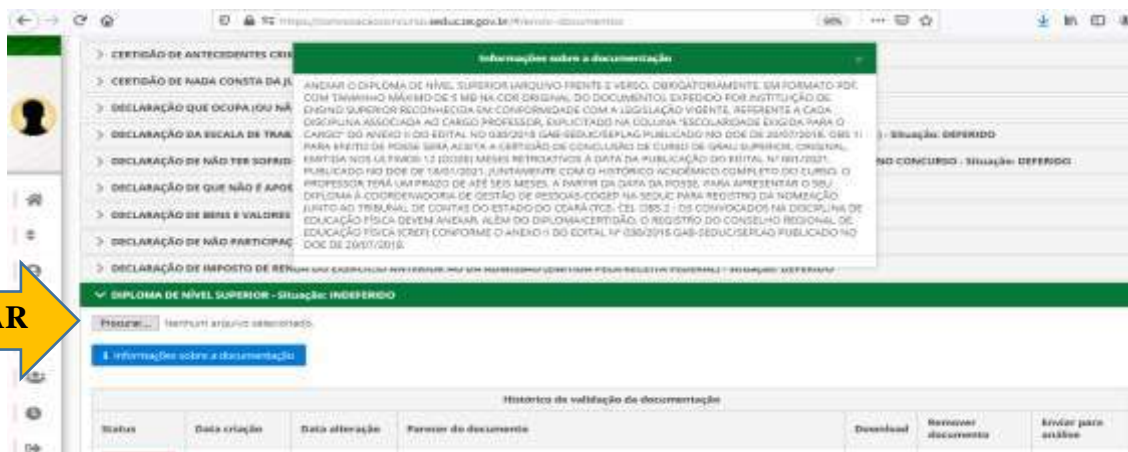 seduc.ce.gov.br
CERTIDÃO DE ANTECEDENTES
CERTIDÃO DE NADA CONSTA DA
DECLARAÇÃO QUE OCUPA (OU NÃ
DECLARAÇÃO DA ESCALA DE TRAB
Situação: DEFERIDO
DECLARAÇÃO DE NÃO TER SOFRID
NO CONCURSO - Situação: DEFERIDO
DECLARAÇÃO DE QUE NÃO É APOS
DECLARAÇÃO DE BENS E VALORES
DECLARAÇÃO DE NÃO PARTICIPAÇ
Informações sobre a documentação
ANEXAR O DIPLOMA DE NÍVEL SUPERIOR (ARQUIVO FRENTE E VERSO, OBRIGATORIAMENTE, EM FORMATO PDF,
COM TAMANHO MÁXIMO DE 5 MB NA COR ORIGINAL DO DOCUMENTO), EXPEDIDO POR INSTITUIÇÃO DE
ENSINO SUPERIOR RECONHECIDA EM CONFORMIDADE COM A LEGISLAÇÃO VIGENTE, REFERENTE A CADA
DISCIPLINA ASSOCIADA AO CARGO PROFESSOR, EXPLICITADO NA COLUNA "ESCOLARIDADE EXIGIDA PARA O
CARGO" DO ANEXO II DO EDITAL Nº 030/2018 GAB-SEDUC/SEPLAG PUBLICADO NO DOE DE 20/07/2018. OBS 1:
PARA EFEITO DE POSSE SERÁ ACEITA A CERTIDÃO DE CONCLUSÃO DE CURSO DE GRAU SUPERIOR, ORIGINAL,
EMITIDA NOS ÚLTIMOS 12 (DOZE) MESES RETROATIVOS À DATA DA PUBLICAÇÃO DO EDITAL Nº 001/2021,
PUBLICADO NO DOE DE 18/01/2021, JUNTAMENTE COM O HISTÓRICO ACADÊMICO COMPLETO DO CURSO. O
PROFESSOR TERÁ UM PRAZO DE ATÉ SEIS MESES, A PARTIR DA DATA DA POSSE, PARA APRESENTAR O SEU
DIPLOMA À COORDENADORIA DE GESTÃO DE PESSOAS-COGEP NA SEDUC PARA REGISTRO DA NOMEAÇÃO
JUNTO AO TRIBUNAL DE CONTAS DO ESTADO DO CEARÁ (TCE- CE). OBS.2 - OS CONVOCADOS NA DISCIPLINA DE
EDUCAÇÃO FÍSICA DEVEM ANEXAR, ALÉM DO DIPLOMA/CERTIDÃO, O REGISTRO DO CONSELHO REGIONAL DE
EDUCAÇÃO FÍSICA (CREF) CONFORME O ANEXO II DO EDITAL Nº 030/2018 GAB-SEDUC/SEPLAG PUBLICADO NO
DOE DE 20/07/2018.
DECLARAÇÃO DE IMPOSTO DE RENDA DO EXERCÍCIO ANTERIOR AO DA ADMISSÃO (EMITIDA PELA RECEITA FEDERAL) - Situação: DEFERIDO
DIPLOMA DE NÍVEL SUPERIOR - Situação: INDEFERIDO
AR
Procurar... Nenhum arquivo selecionado.
Informações sobre a documentação
Histórico de validação da documentação
Status Data criação Data alteração Parecer do documento Download Remover documento Enviar para análise